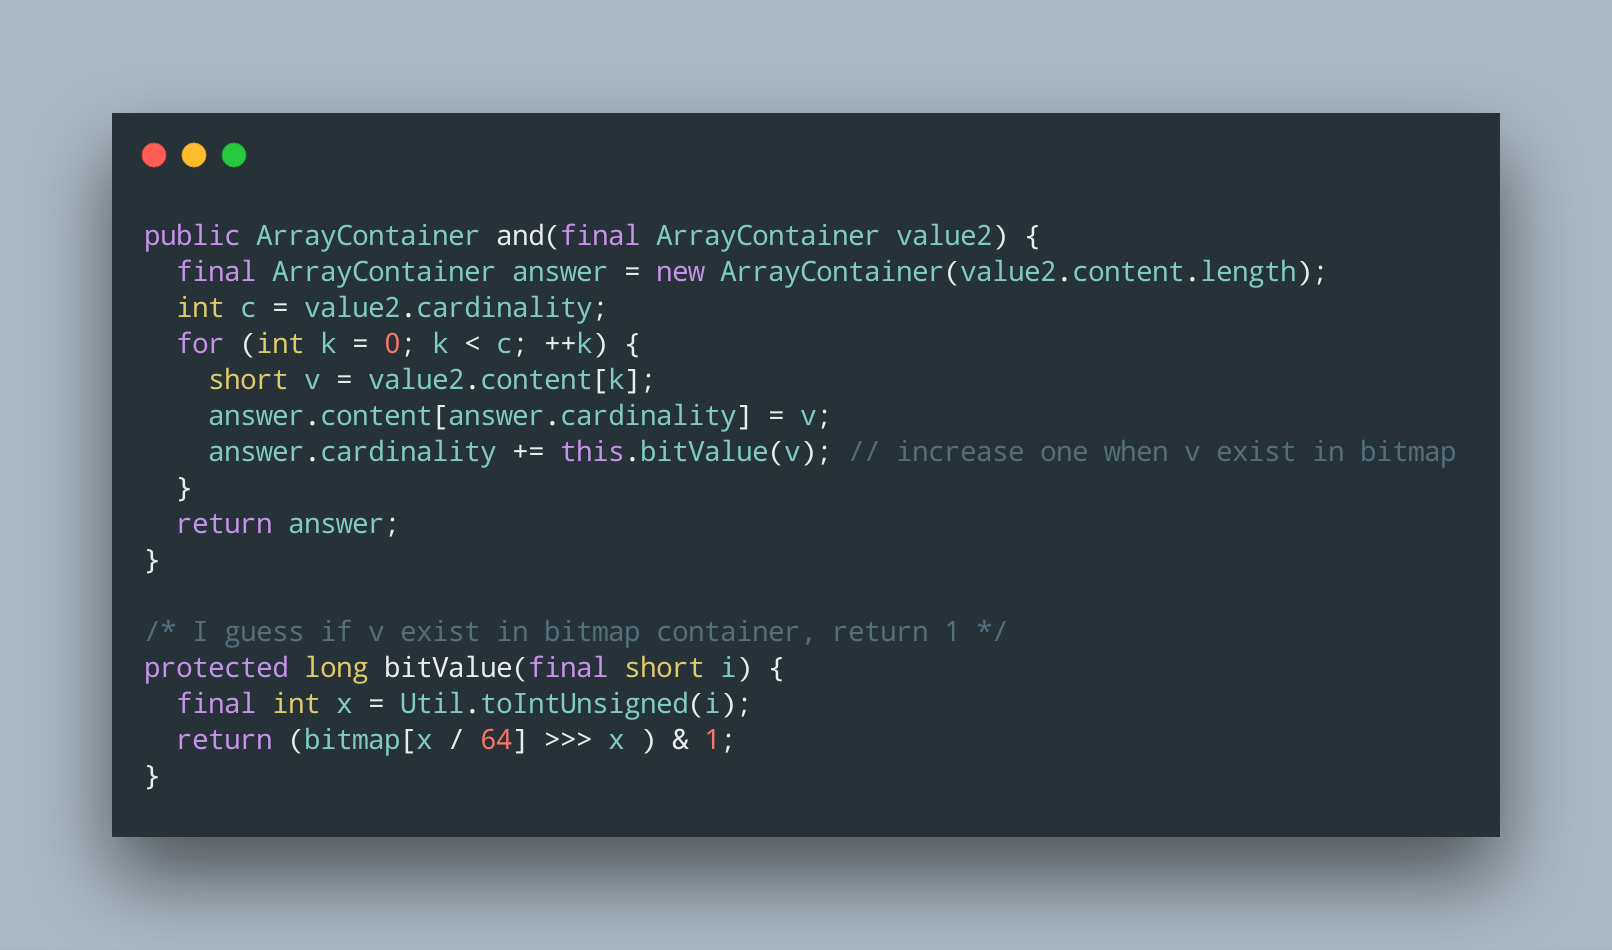 public ArrayContainer and(final ArrayContainer value2) {
  final ArrayContainer answer = new ArrayContainer(value2.content.length);
  int c = value2.cardinality;
  for (int k = 0; k < c; ++k) {
    short v = value2.content[k];
    answer.content[answer.cardinality] = v;
    answer.cardinality += this.bitValue(v); // increase one when v exist in bitmap
  }
  return answer;
}

/* I guess if v exist in bitmap container, return 1 */
protected long bitValue(final short i) {
  final int x = Util.toIntUnsigned(i);
  return (bitmap[x / 64] >>> x ) & 1;
}